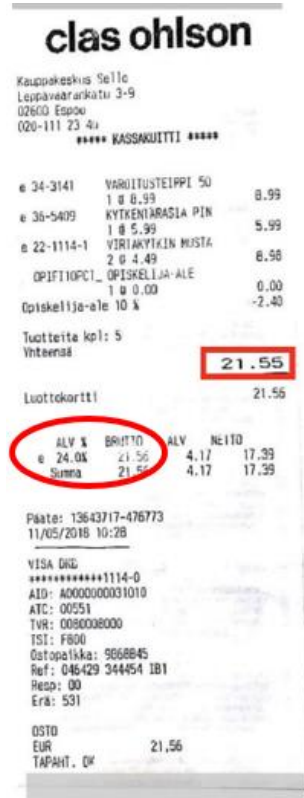 clas ohlson
Kauppakeskus Sello
Leppävaarankatu 3-9
02600 Espoo
020-111 23
***** KASSAKUITTI *****
e 34-3141 VAROITUSTEIPPI 50
1 @ 8.99 8.99
e 36-5409 KYTKENTÄRASIA PIN
1 @ 5.99 5.99
e 22-1114-1 VIRTAKYTKIN MUSTA
2 @ 4.49 8.98
OPIFI10PCT_ OPISKELIJA-ALE
1 @ 0.00 0.00
Opiskelija-ale 10 % -2.40
Tuotteita kpl: 5
Yhteensä
21.55
Luottokortti 21.56
ALV % BRUTTO ALV NETTO
e 24.0% 21.56 4.17 17.39
Summa 21.56 4.17 17.39
Pääte: 13643717-476773
11/05/2018 10:28
VISA
************1114-0
AID: A0000000031010
ATC: 00551
TVR: 0080008000
TSI: F800
Ostopaikka: 9868845
Ref: 046429 344454 IB1
Resp: 00
Erä: 531
OSTO
EUR 21,56
TAPAHT. OK